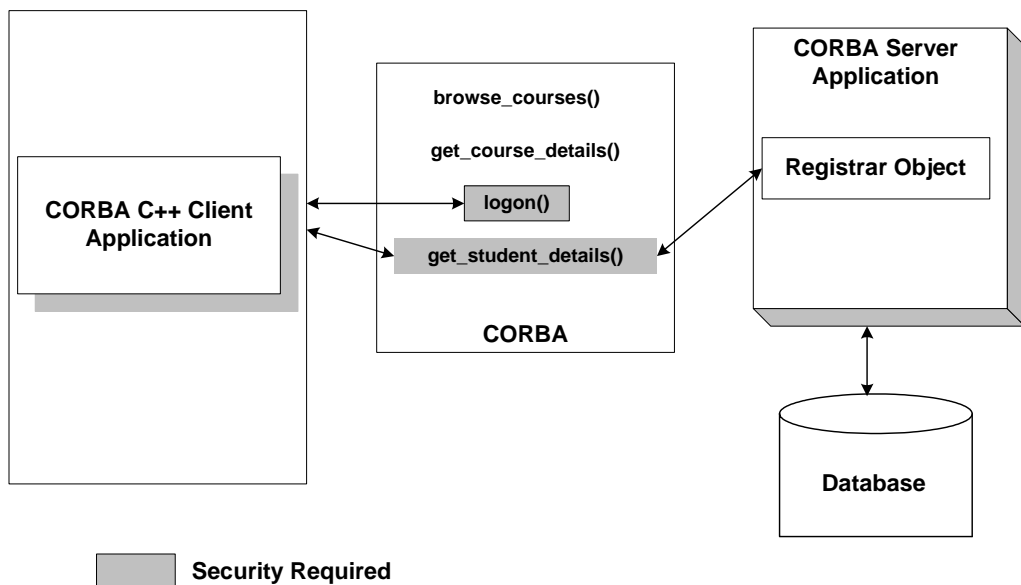 CORBA C++ Client
Application
browse_courses()
get_course_details()
logon()
get_student_details()
CORBA
CORBA Server
Application
Registrar Object
Database
Security Required